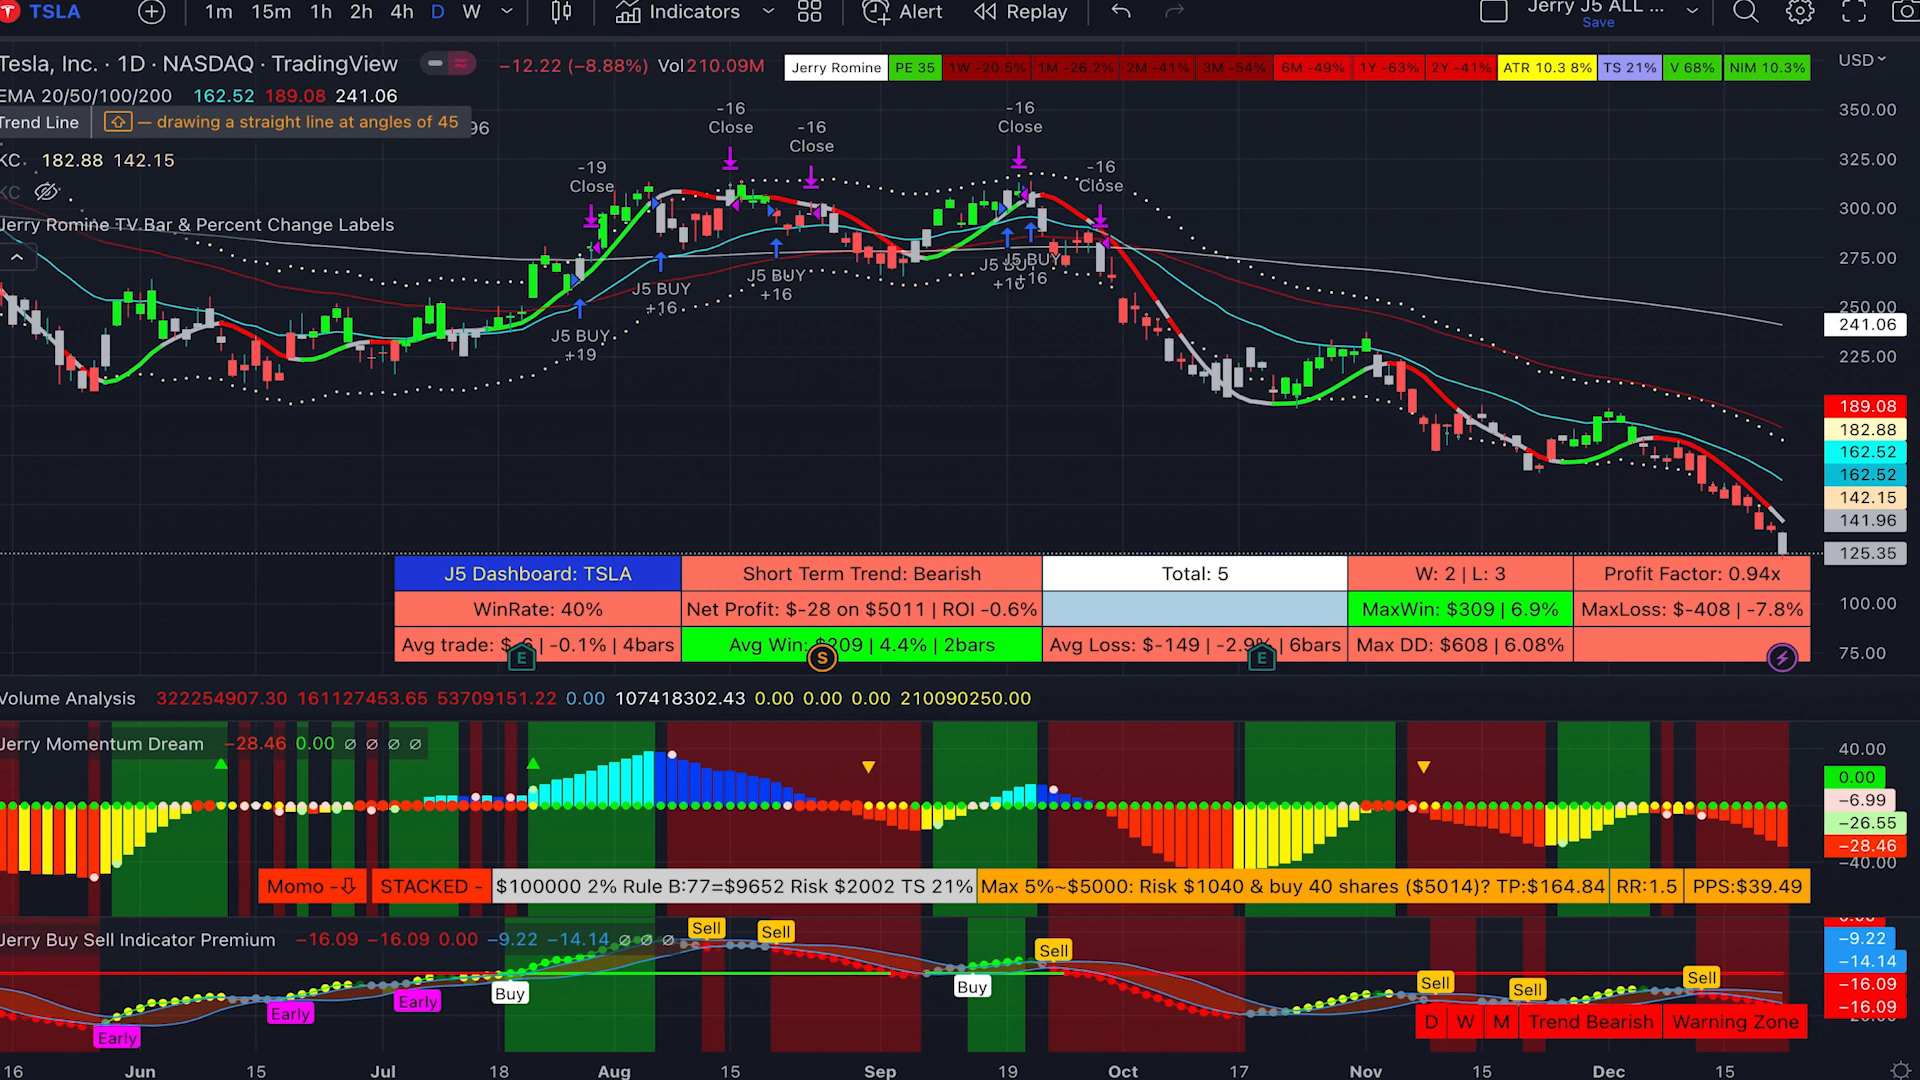 TSLA 1m 15m 1h 2h 4h D W Indicators Alert Replay Jerry J5 ALL ...
Save
Tesla, Inc. · 1D · NASDAQ · TradingView −12.22 (−8.88%) Vol 210.09M
Jerry Romine PE 35 1W -20.5% 1M -26.2% 2M -41% 3M -54% 6M -49% 1Y -63% 2Y -41% ATR 10.3 8% TS 21% V 68% NIM 10.3%
USD
EMA 20/50/100/200 162.52 189.08 241.06
Trend Line — drawing a straight line at angles of 45
96
KC 182.88 142.15
KC
Jerry Romine TV Bar & Percent Change Labels
-19
Close
-16
Close
-16
Close
-16
Close
-16
Close
J5 BUY
+19
J5 BUY
+16
J5 BUY
+16
J5 BUY
+16
J5 BUY
+16
350.00
325.00
300.00
275.00
250.00
241.06
225.00
189.08
182.88
162.52
162.52
142.15
141.96
125.35
100.00
75.00
J5 Dashboard: TSLA Short Term Trend: Bearish Total: 5 W: 2 | L: 3 Profit Factor: 0.94x
WinRate: 40% Net Profit: $-28 on $5011 | ROI -0.6% MaxWin: $309 | 6.9% MaxLoss: $-408 | -7.8%
Avg trade: $-6 | -0.1% | 4bars Avg Win: $209 | 4.4% | 2bars Avg Loss: $-149 | -2.9% | 6bars Max DD: $608 | 6.08%
E S E
Volume Analysis 322254907.30 161127453.65 53709151.22 0.00 107418302.43 0.00 0.00 0.00 210090250.00
Jerry Momentum Dream −28.46 0.00 ∅ ∅ ∅ ∅
40.00
0.00
−6.99
−26.55
−28.46
−40.00
Momo - STACKED - $100000 2% Rule B:77=$9652 Risk $2002 TS 21% Max 5%~$5000: Risk $1040 & buy 40 shares ($5014)? TP:$164.84 RR:1.5 PPS:$39.49
Jerry Buy Sell Indicator Premium −16.09 −16.09 0.00 −9.22 −14.14 ∅ ∅ ∅
Sell Sell Sell Sell Sell Sell
Early Early Early Buy Buy
−9.22
−14.14
−16.09
−16.09
D W M Trend Bearish Warning Zone
16 Jun 15 Jul 18 Aug 15 Sep 19 Oct 17 Nov 15 Dec 15